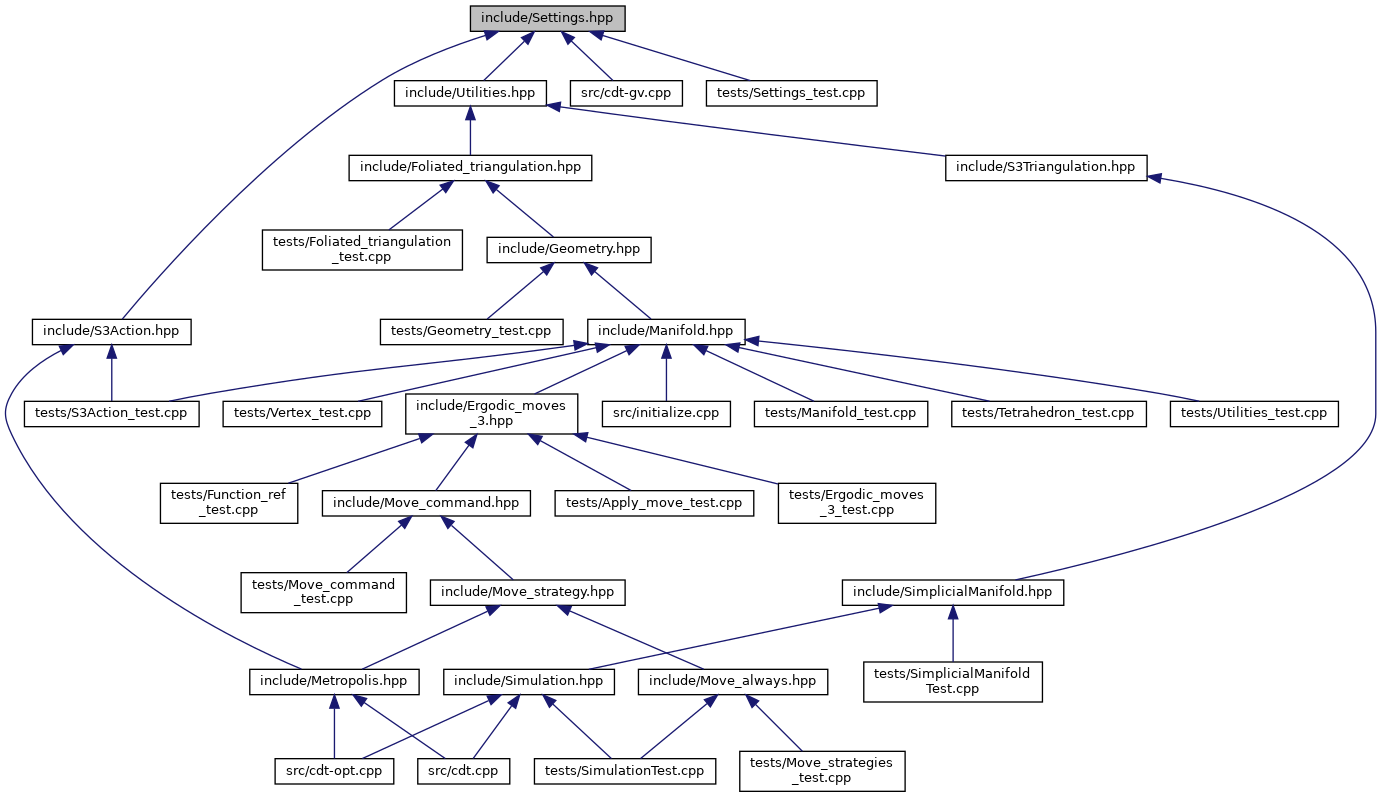 include/Settings.hpp
include/Utilities.hpp
src/cdt-gv.cpp
tests/Settings_test.cpp
include/Foliated_triangulation.hpp
include/S3Triangulation.hpp
tests/Foliated_triangulation
_test.cpp
include/Geometry.hpp
include/S3Action.hpp
tests/Geometry_test.cpp
include/Manifold.hpp
tests/S3Action_test.cpp
tests/Vertex_test.cpp
include/Ergodic_moves
_3.hpp
src/initialize.cpp
tests/Manifold_test.cpp
tests/Tetrahedron_test.cpp
tests/Utilities_test.cpp
tests/Function_ref
_test.cpp
include/Move_command.hpp
tests/Apply_move_test.cpp
tests/Ergodic_moves
_3_test.cpp
tests/Move_command
_test.cpp
include/Move_strategy.hpp
include/SimplicialManifold.hpp
include/Metropolis.hpp
include/Simulation.hpp
include/Move_always.hpp
tests/SimplicialManifold
Test.cpp
src/cdt-opt.cpp
src/cdt.cpp
tests/SimulationTest.cpp
tests/Move_strategies
_test.cpp